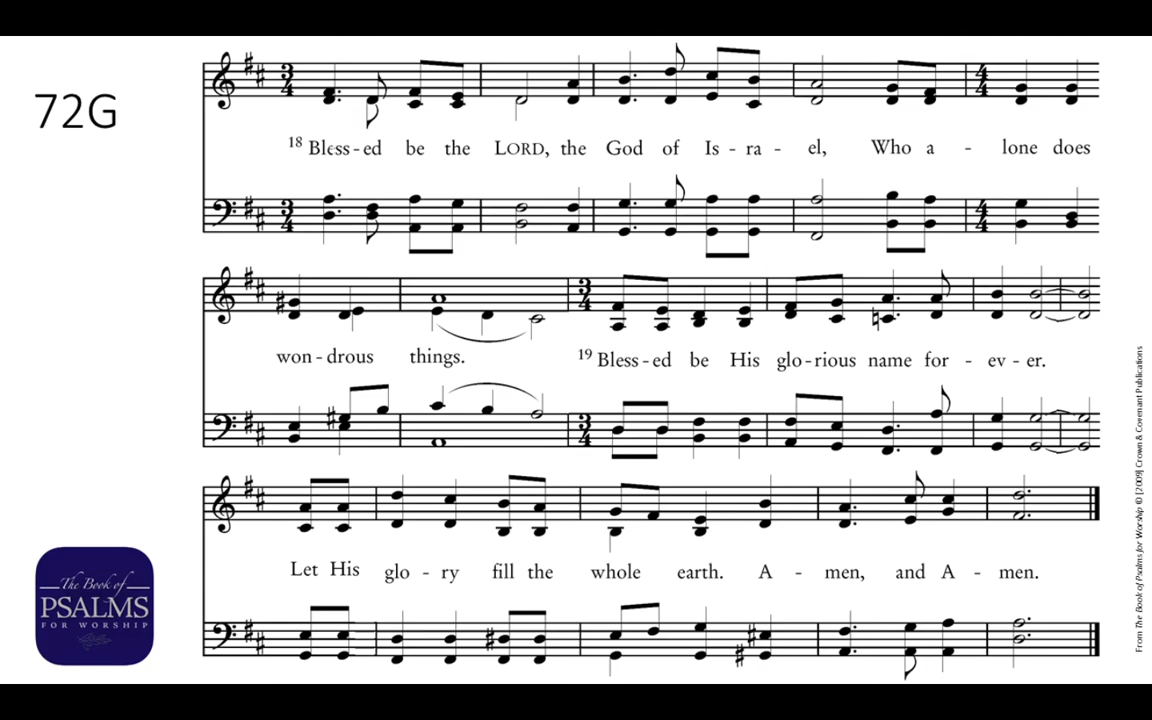 72G
18 Bless-ed be the LORD, the God of Is-ra-el, Who a-lone does
won-drous things. 19 Bless-ed be His glo-rious name for-ev-er.
Let His glo-ry fill the whole earth. A-men, and A-men.
The Book of
PSALMS
FOR WORSHIP
From The Book of Psalms for Worship © [2009] Crown & Covenant Publications